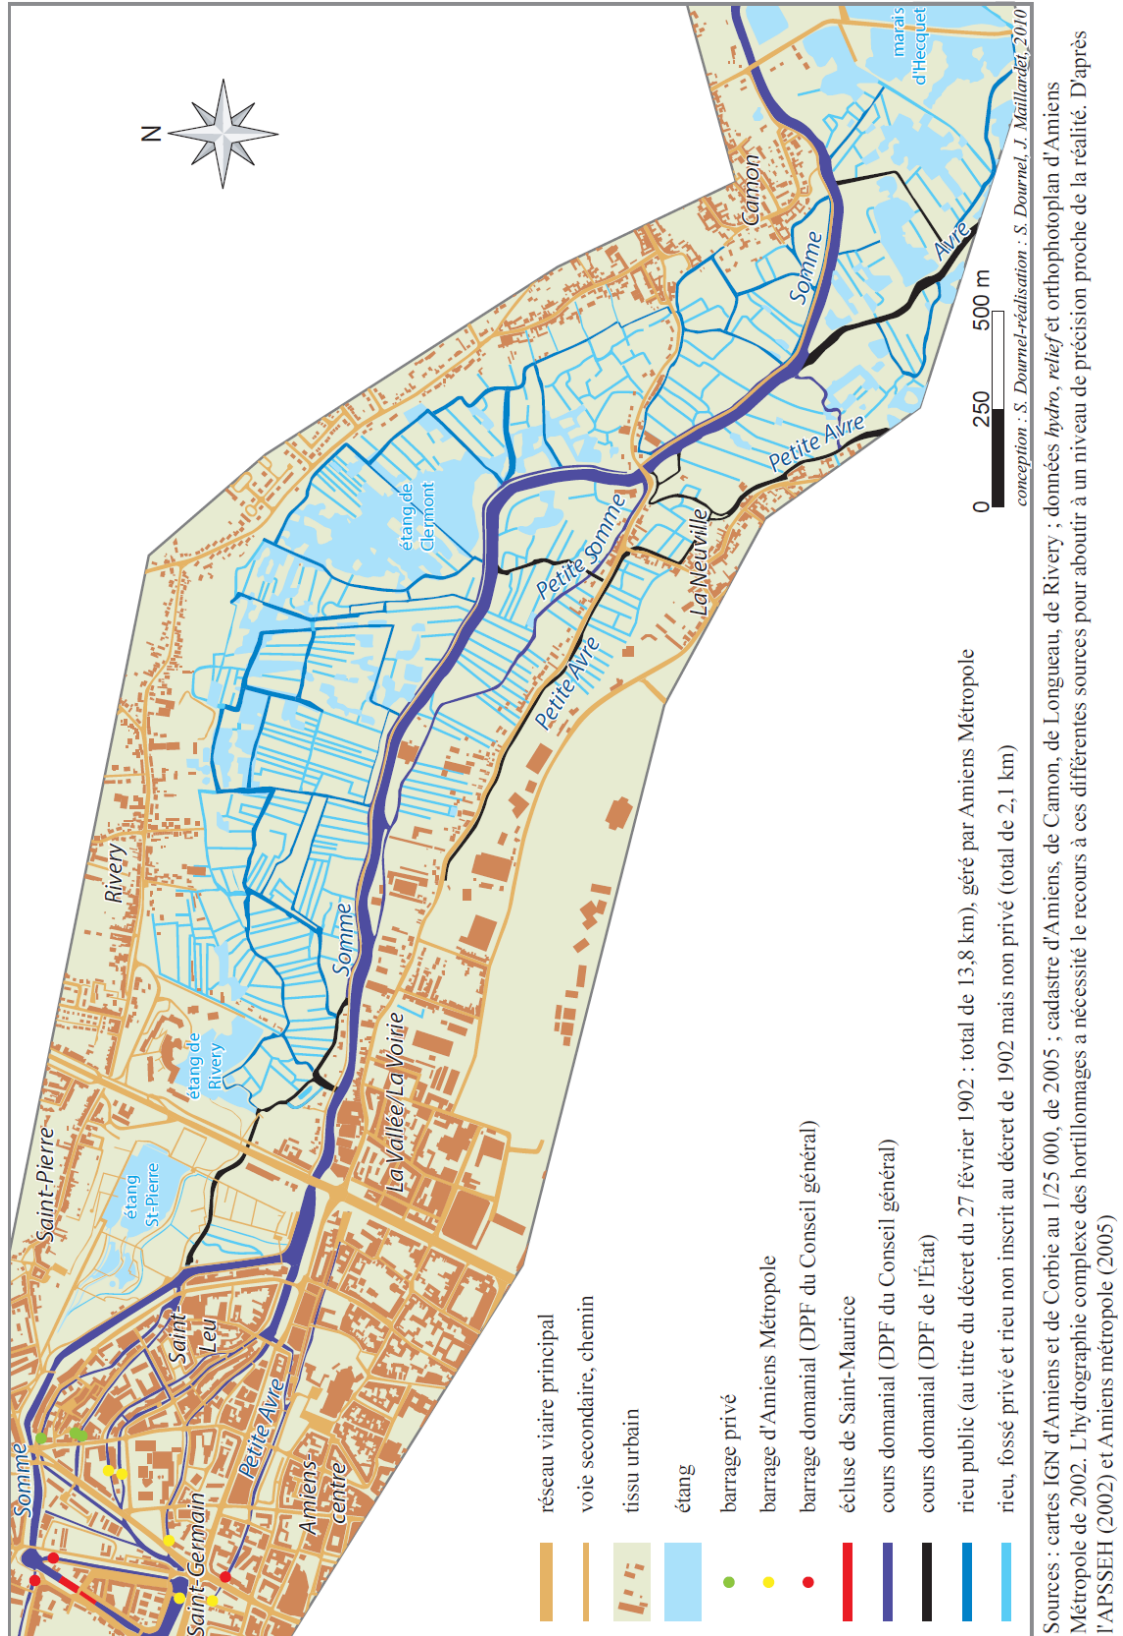 N
Saint-Pierre
Rivery
étang
St-Pierre
étang de
Rivery
étang de
Clermont
Camon
marais
d'Hecquet
Somme
Saint-
Leu
Petite Avre
Saint-Germain
Amiens-
centre
La Vallée/La Voirie
Somme
Petite Avre
Petite Somme
La Neuville
Petite Avre
Somme
Avre
0 250 500 m
conception : S. Dournel-réalisation : S. Dournel, J. Maillardet, 2010
réseau viaire principal
voie secondaire, chemin
tissu urbain
étang
barrage privé
barrage d'Amiens Métropole
barrage domanial (DPF du Conseil général)
écluse de Saint-Maurice
cours domanial (DPF du Conseil général)
cours domanial (DPF de l'État)
rieu public (au titre du décret du 27 février 1902 : total de 13,8 km), géré par Amiens Métropole
rieu, fossé privé et rieu non inscrit au décret de 1902 mais non privé (total de 2,1 km)
Sources : cartes IGN d'Amiens et de Corbie au 1/25 000, de 2005 ; cadastre d'Amiens, de Camon, de Longueau, de Rivery ; données hydro, relief et orthophotoplan d'Amiens
Métropole de 2002. L'hydrographie complexe des hortillonnages a nécessité le recours à ces différentes sources pour aboutir à un niveau de précision proche de la réalité. D'après
l'APSSEH (2002) et Amiens métropole (2005)